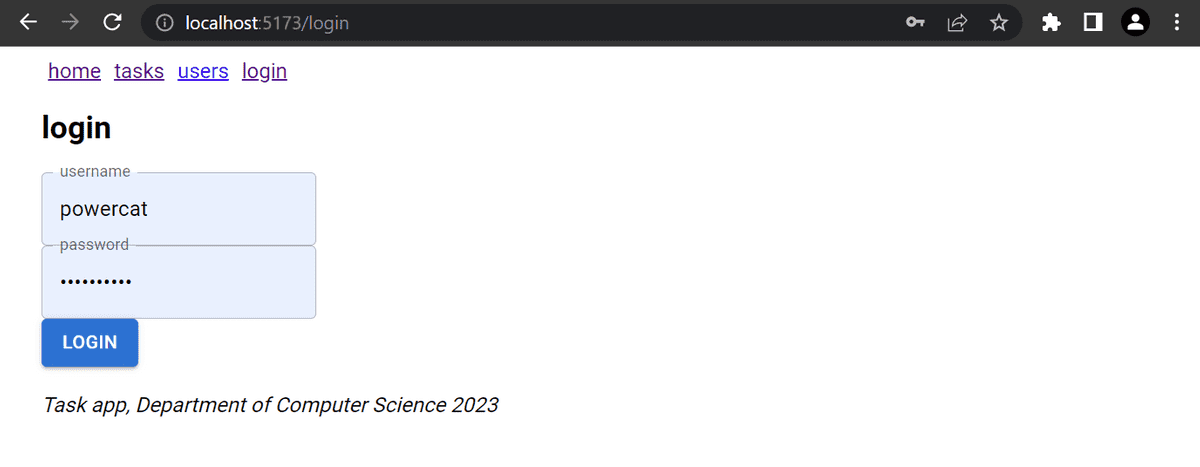 localhost:5173/login
home tasks users login
login
username
powercat
password
••••••••••
LOGIN
Task app, Department of Computer Science 2023